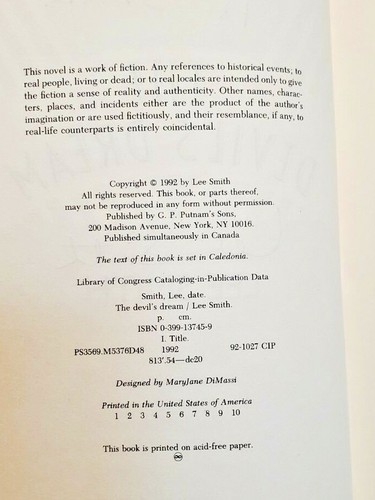 This novel is a work of fiction. Any references to historical events; to
real people, living or dead; or to real locales are intended only to give
the fiction a sense of reality and authenticity. Other names, charac-
ters, places, and incidents either are the product of the author's
imagination or are used fictitiously, and their resemblance, if any, to
real-life counterparts is entirely coincidental.
Copyright © 1992 by Lee Smith
All rights reserved. This book, or parts thereof,
may not be reproduced in any form without permission.
Published by G. P. Putnam's Sons,
200 Madison Avenue, New York, NY 10016.
Published simultaneously in Canada
The text of this book is set in Caledonia.
Library of Congress Cataloging-in-Publication Data
Smith, Lee, date.
The devil's dream / Lee Smith.
p. cm.
ISBN 0-399-13745-9
I. Title.
PS3569.M5376D48 1992 92-1027 CIP
813'.54—dc20
Designed by MaryJane DiMassi
Printed in the United States of America
1 2 3 4 5 6 7 8 9 10
This book is printed on acid-free paper.
♾